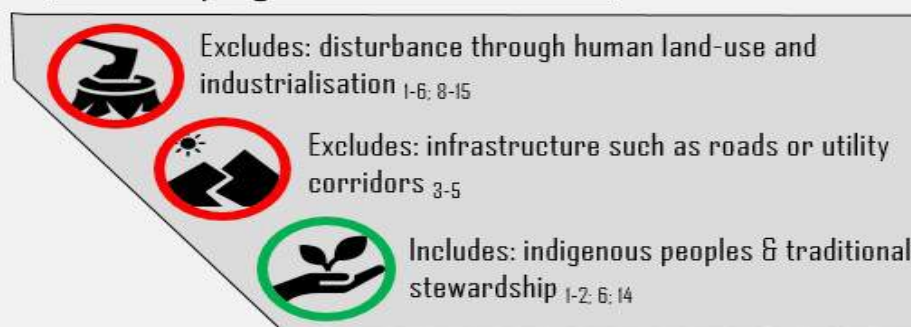 Excludes: disturbance through human land-use and
industrialisation 1-6; 8-15
Excludes: infrastructure such as roads or utility
corridors 3-5
Includes: indigenous peoples & traditional
stewardship 1-2; 6; 14